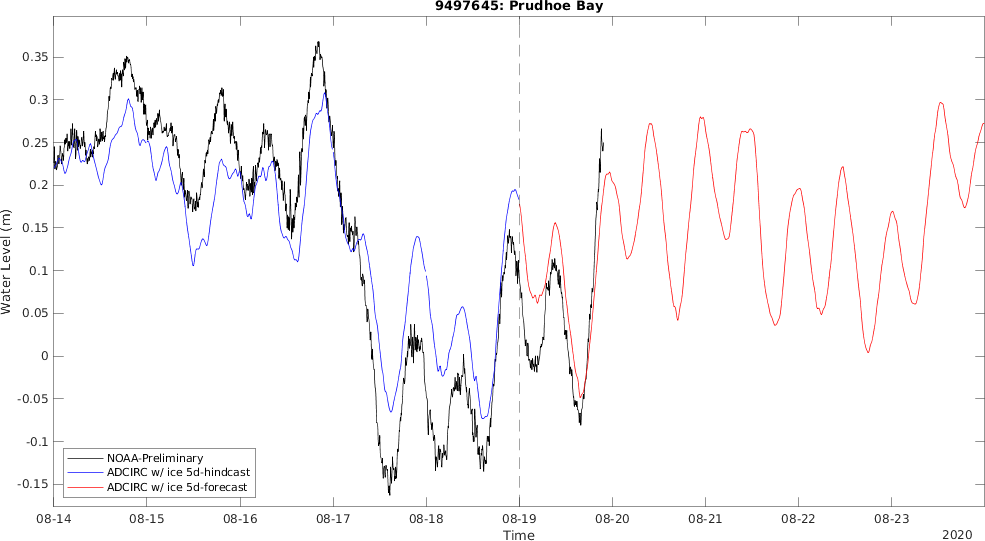 9497645: Prudhoe Bay
Water Level (m)
0.35
0.3
0.25
0.2
0.15
0.1
0.05
0
-0.05
-0.1
-0.15
NOAA-Preliminary
ADCIRC w/ ice 5d-hindcast
ADCIRC w/ ice 5d-forecast
08-14 08-15 08-16 08-17 08-18 08-19 08-20 08-21 08-22 08-23
Time
2020